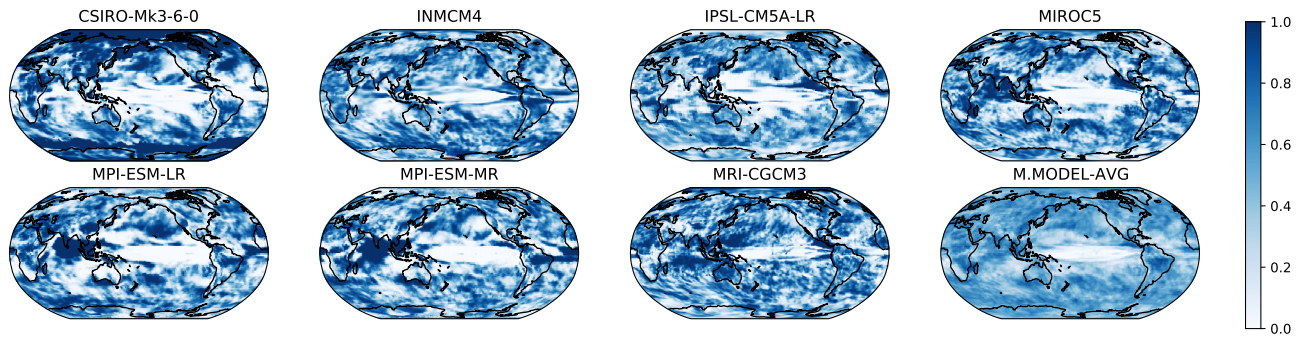 CSIRO-Mk3-6-0
INMCM4
IPSL-CM5A-LR
MIROC5
MPI-ESM-LR
MPI-ESM-MR
MRI-CGCM3
M.MODEL-AVG
1.0
0.8
0.6
0.4
0.2
0.0